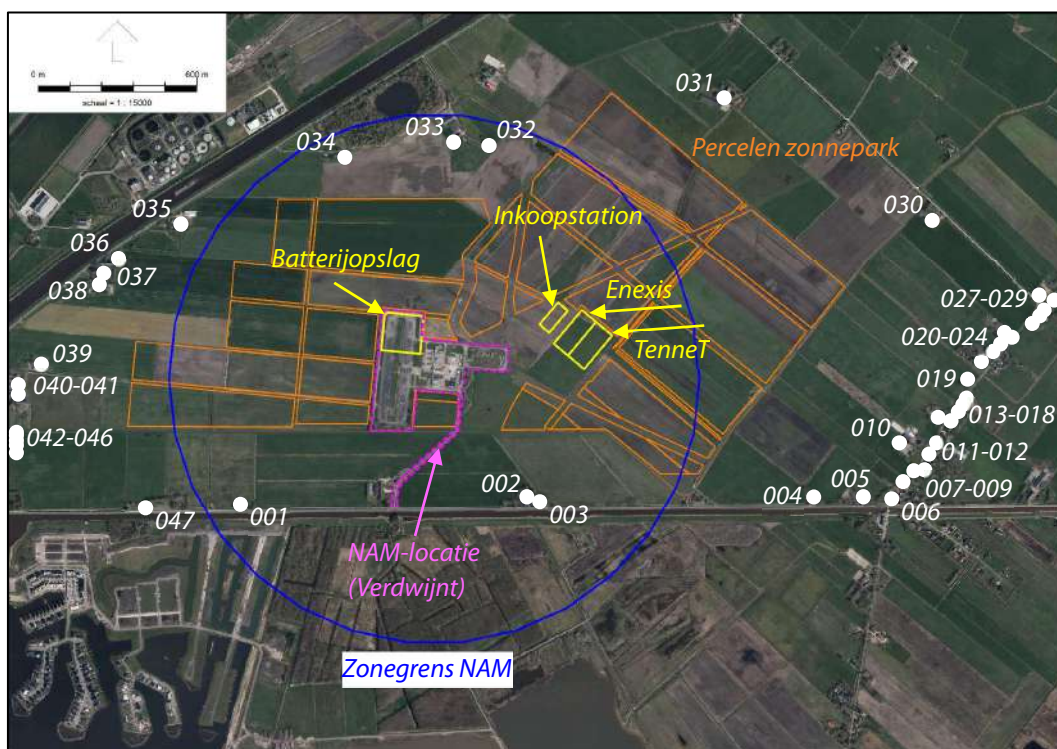 0 m
600 m
schaal = 1 : 15000
031
033
032
034
Percelen zonnepark
030
035
Inkoopstation
036
Batterijopslag
037
038
Enexis
027-029
020-024
TenneT
039
019
040-041
013-018
010
042-046
011-012
002
004
005
007-009
003
006
047
001
NAM-locatie
(Verdwijnt)
Zonegrens NAM